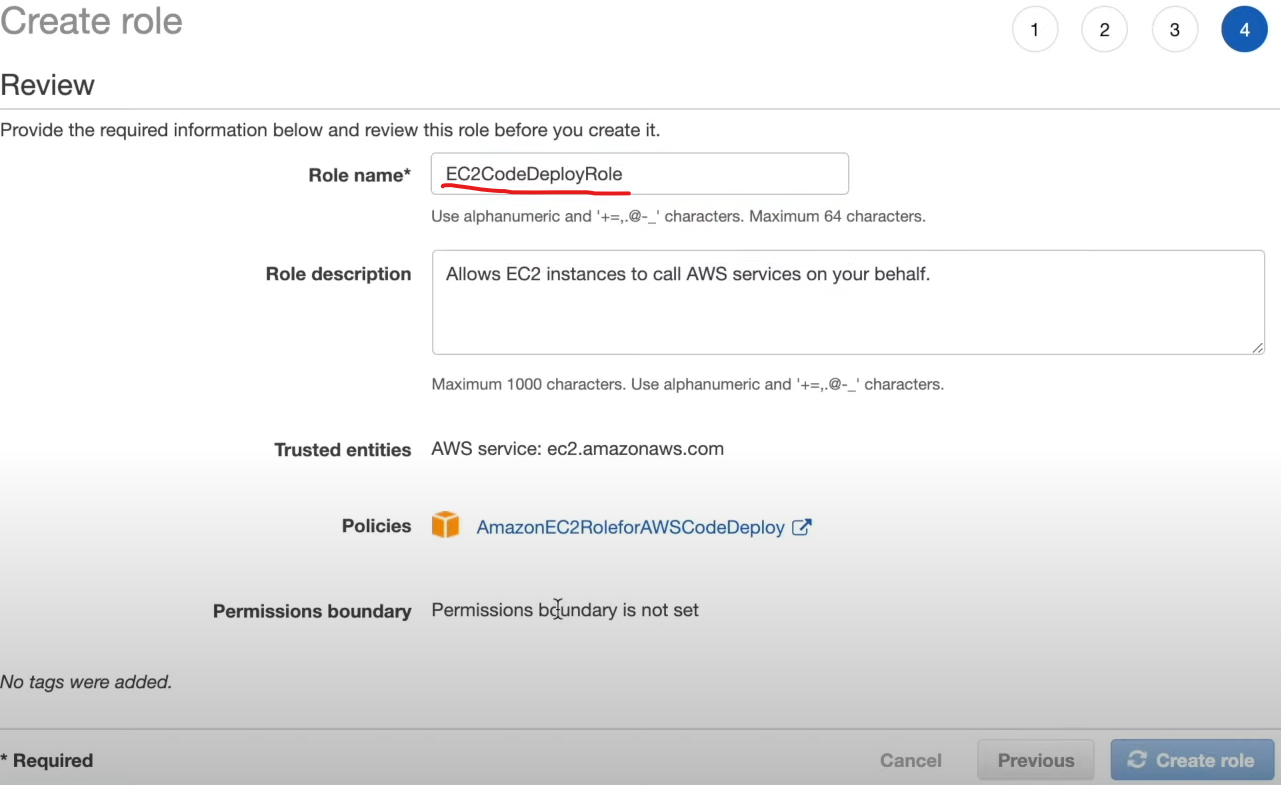 Create role
1 2 3 4
Review
Provide the required information below and review this role before you create it.
Role name* EC2CodeDeployRole
Use alphanumeric and '+=,.@-_' characters. Maximum 64 characters.
Role description Allows EC2 instances to call AWS services on your behalf.
Maximum 1000 characters. Use alphanumeric and '+=,.@-_' characters.
Trusted entities AWS service: ec2.amazonaws.com
Policies AmazonEC2RoleforAWSCodeDeploy
Permissions boundary Permissions boundary is not set
No tags were added.
* Required Cancel Previous Create role